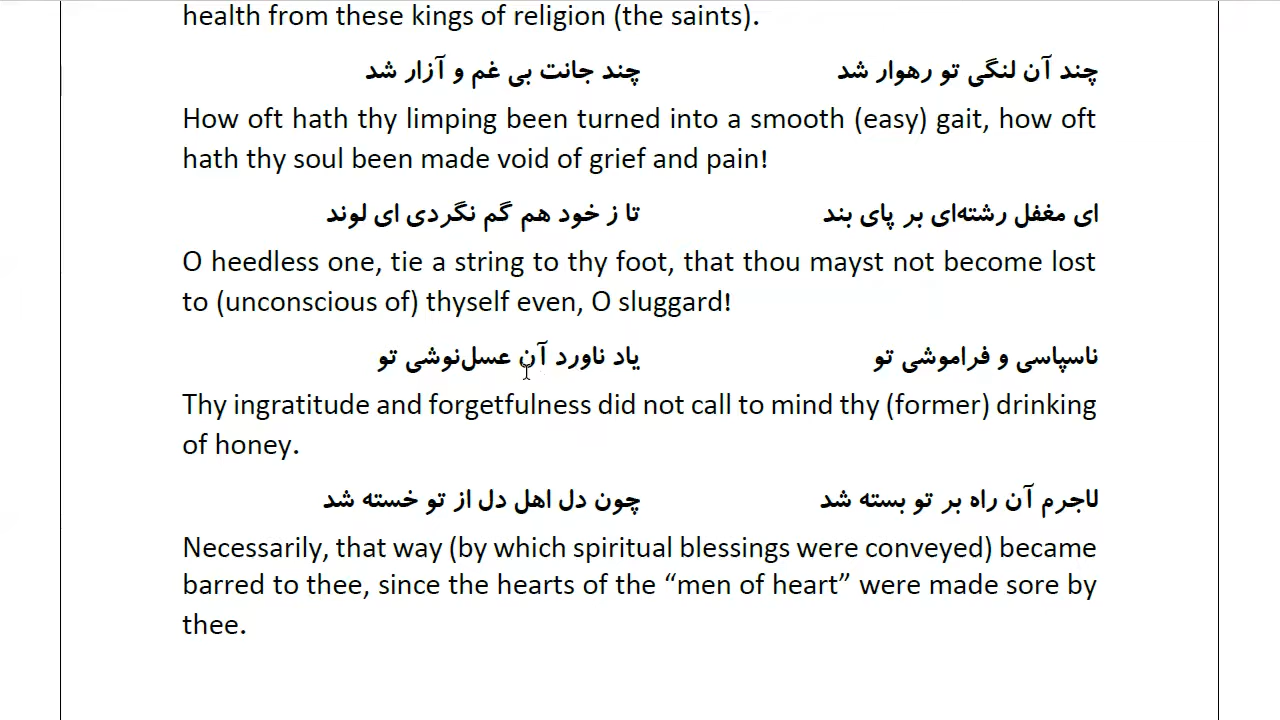 health from these kings of religion (the saints).
چند آن لنگی تو رهوار شد چند جانت بی غم و آزار شد
How oft hath thy limping been turned into a smooth (easy) gait, how oft
hath thy soul been made void of grief and pain!
ای مغفل رشته‌ای بر پای بند تا ز خود هم گم نگردی ای لوند
O heedless one, tie a string to thy foot, that thou mayst not become lost
to (unconscious of) thyself even, O sluggard!
ناسپاسی و فراموشی تو یاد ناورد آن عسل‌نوشی تو
Thy ingratitude and forgetfulness did not call to mind thy (former) drinking
of honey.
لاجرم آن راه بر تو بسته شد چون دل اهل دل از تو خسته شد
Necessarily, that way (by which spiritual blessings were conveyed) became
barred to thee, since the hearts of the “men of heart” were made sore by
thee.